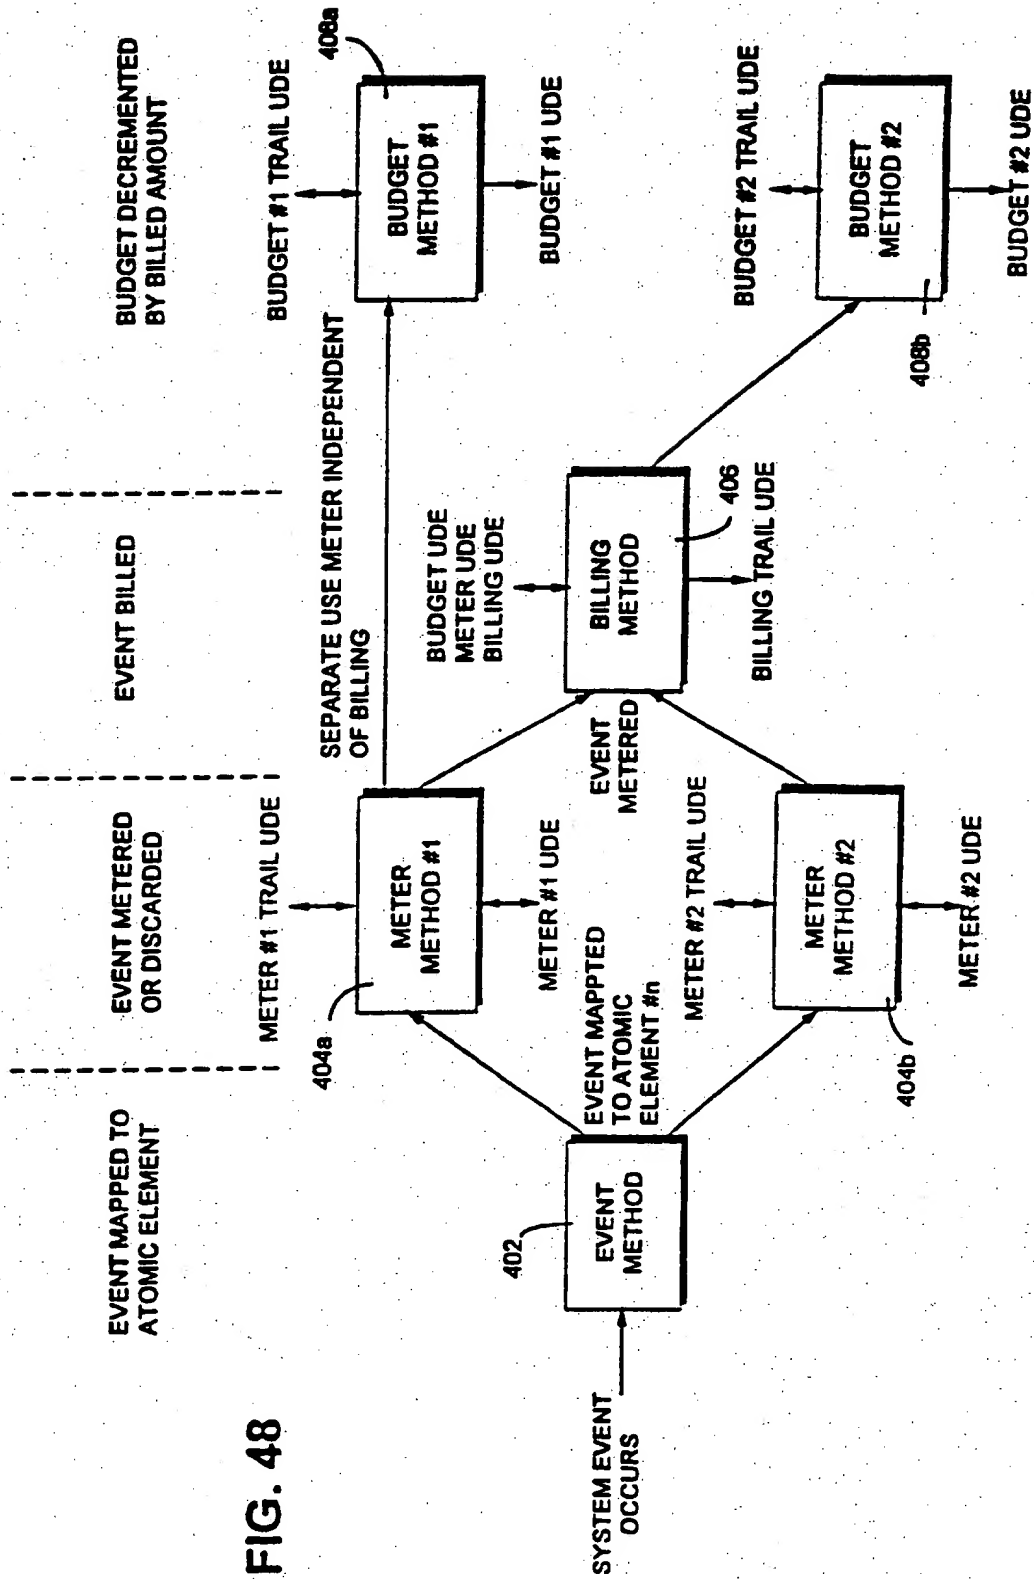 FIG. 48
EVENT MAPPED TO
ATOMIC ELEMENT
EVENT METERED
OR DISCARDED
EVENT BILLED
BUDGET DECREMENTED
BY BILLED AMOUNT
SYSTEM EVENT
OCCURS
402
EVENT
METHOD
EVENT MAPPTED
TO ATOMIC
ELEMENT #n
METER #1 TRAIL UDE
404a
METER
METHOD #1
METER #1 UDE
METER #2 TRAIL UDE
METER
METHOD #2
404b
METER #2 UDE
SEPARATE USE METER INDEPENDENT
OF BILLING
EVENT
METERED
BUDGET UDE
METER UDE
BILLING UDE
BILLING
METHOD
406
BILLING TRAIL UDE
BUDGET #1 TRAIL UDE
408a
BUDGET
METHOD #1
BUDGET #1 UDE
BUDGET #2 TRAIL UDE
BUDGET
METHOD #2
408b
BUDGET #2 UDE